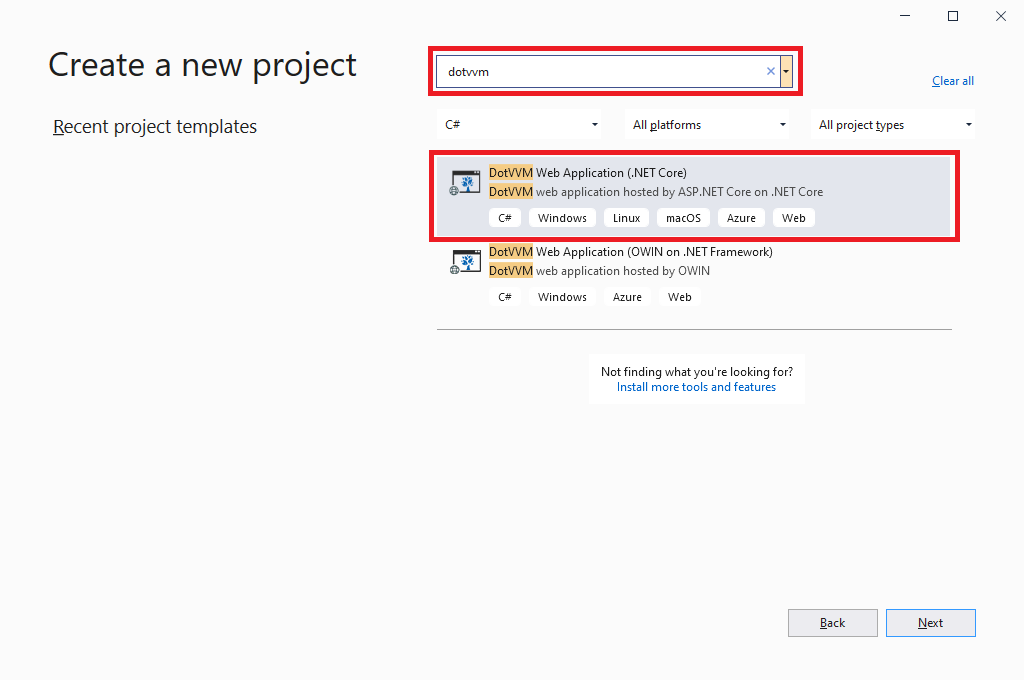 Create a new project
Recent project templates
dotvvm
Clear all
C#
All platforms
All project types
DotVVM Web Application (.NET Core)
DotVVM web application hosted by ASP.NET Core on .NET Core
C# Windows Linux macOS Azure Web
DotVVM Web Application (OWIN on .NET Framework)
DotVVM web application hosted by OWIN
C# Windows Azure Web
Not finding what you're looking for?
Install more tools and features
Back
Next